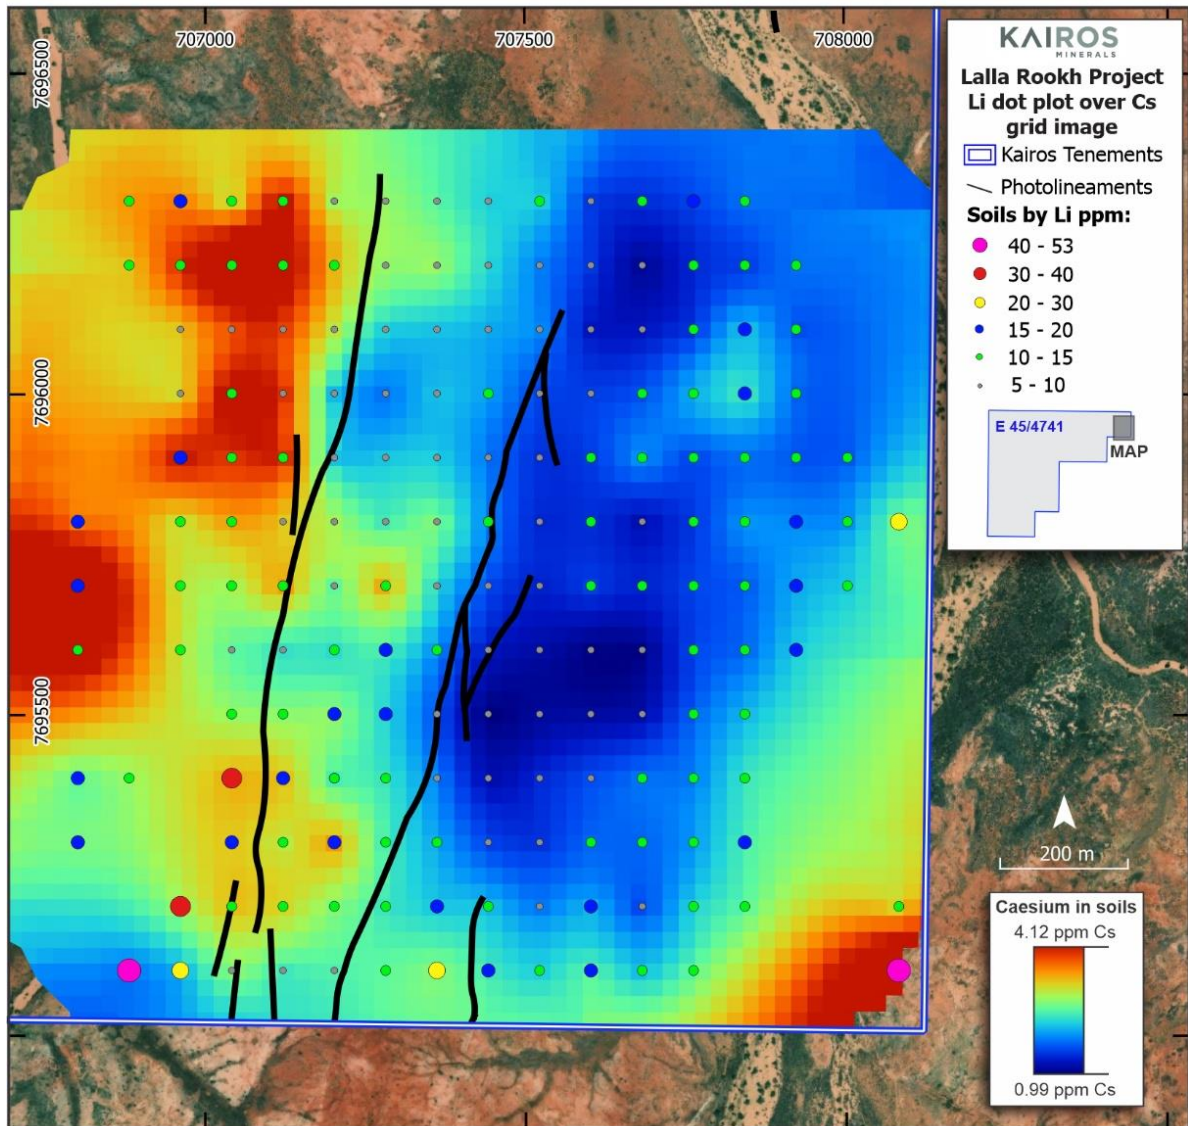 707000
707500
708000
7696500
7696000
7695500
KAIROS
MINERALS
Lalla Rookh Project
Li dot plot over Cs
grid image
Kairos Tenements
Photolineaments
Soils by Li ppm:
40 - 53
30 - 40
20 - 30
15 - 20
10 - 15
5 - 10
E 45/4741
MAP
200 m
Caesium in soils
4.12 ppm Cs
0.99 ppm Cs